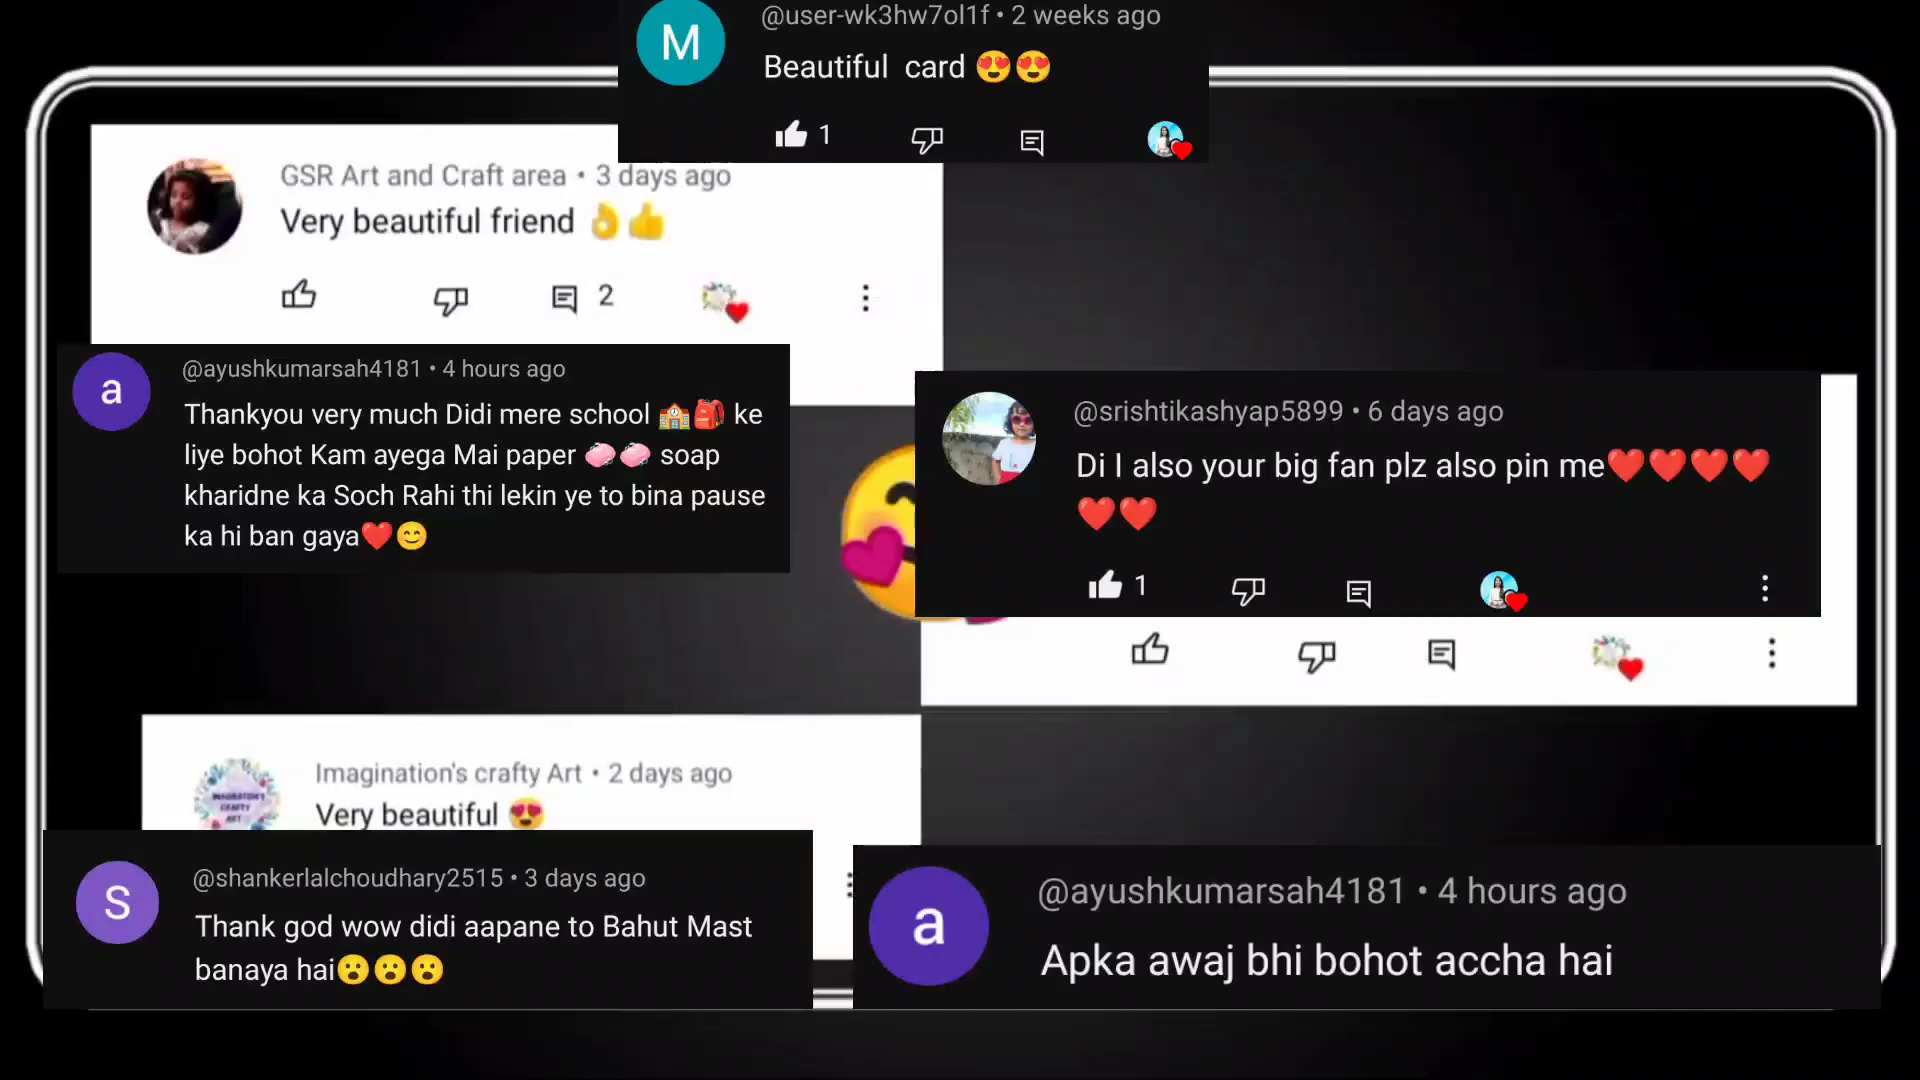 @user-wk3hw7ol1f • 2 weeks ago
M
Beautiful card 😍😍
1
GSR Art and Craft area • 3 days ago
Very beautiful friend 👌👍
2
@ayushkumarsah4181 • 4 hours ago
a
Thankyou very much Didi mere school 🏫🎒 ke
liye bohot Kam ayega Mai paper 🧼🧼 soap
kharidne ka Soch Rahi thi lekin ye to bina pause
ka hi ban gaya❤️😊
@srishtikashyap5899 • 6 days ago
Di I also your big fan plz also pin me❤️❤️❤️❤️
❤️❤️
1
Imagination's crafty Art • 2 days ago
IMAGINATION'S
CRAFTY
ART
Very beautiful 😍
@shankerlalchoudhary2515 • 3 days ago
S
Thank god wow didi aapane to Bahut Mast
banaya hai😮😮😮
@ayushkumarsah4181 • 4 hours ago
a
Apka awaj bhi bohot accha hai